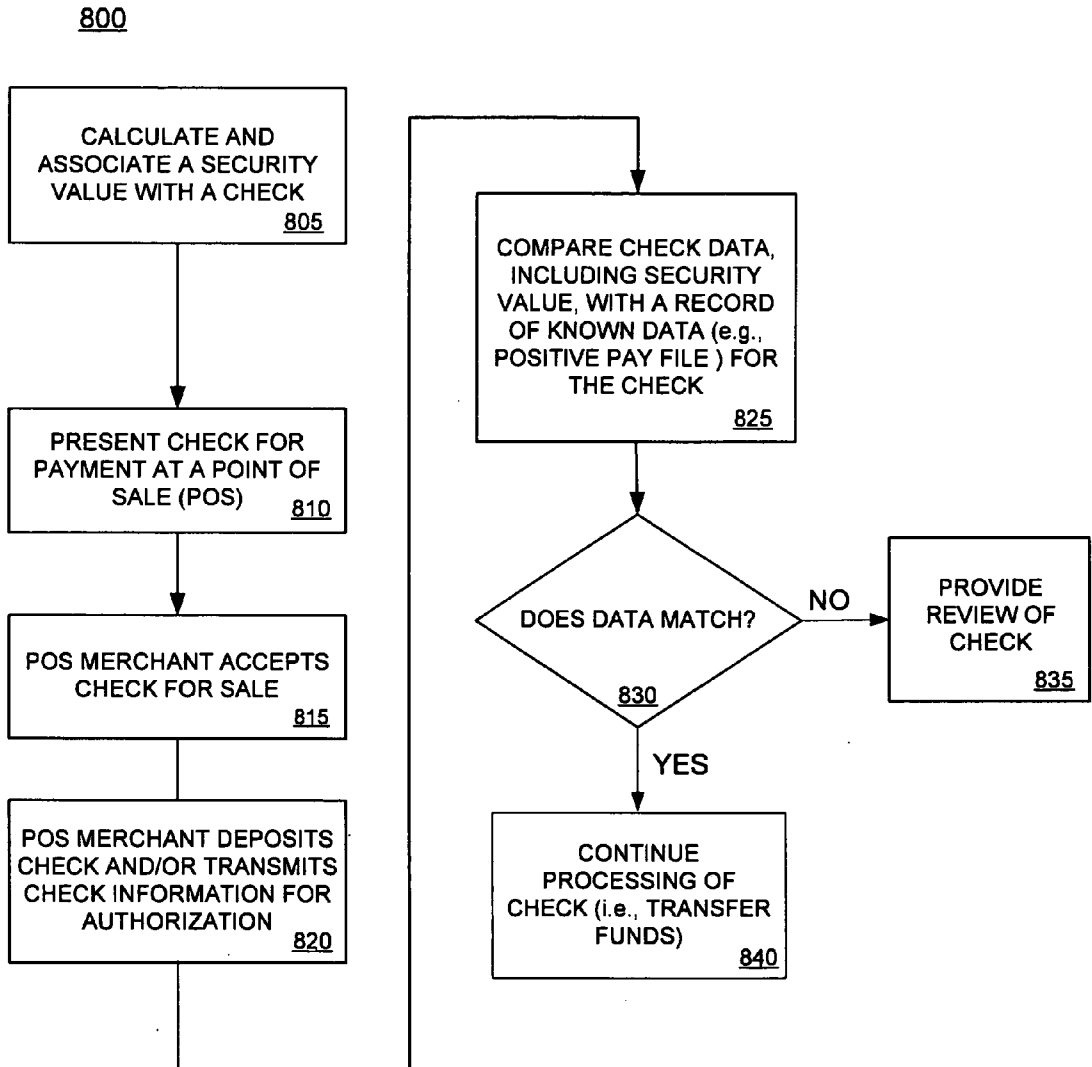 800
CALCULATE AND
ASSOCIATE A SECURITY
VALUE WITH A CHECK
805
PRESENT CHECK FOR
PAYMENT AT A POINT OF
SALE (POS)
810
POS MERCHANT ACCEPTS
CHECK FOR SALE
815
POS MERCHANT DEPOSITS
CHECK AND/OR TRANSMITS
CHECK INFORMATION FOR
AUTHORIZATION
820
COMPARE CHECK DATA,
INCLUDING SECURITY
VALUE, WITH A RECORD
OF KNOWN DATA (e.g.,
POSITIVE PAY FILE ) FOR
THE CHECK
825
DOES DATA MATCH?
830
NO
PROVIDE
REVIEW OF
CHECK
835
YES
CONTINUE
PROCESSING OF
CHECK (i.e., TRANSFER
FUNDS)
840